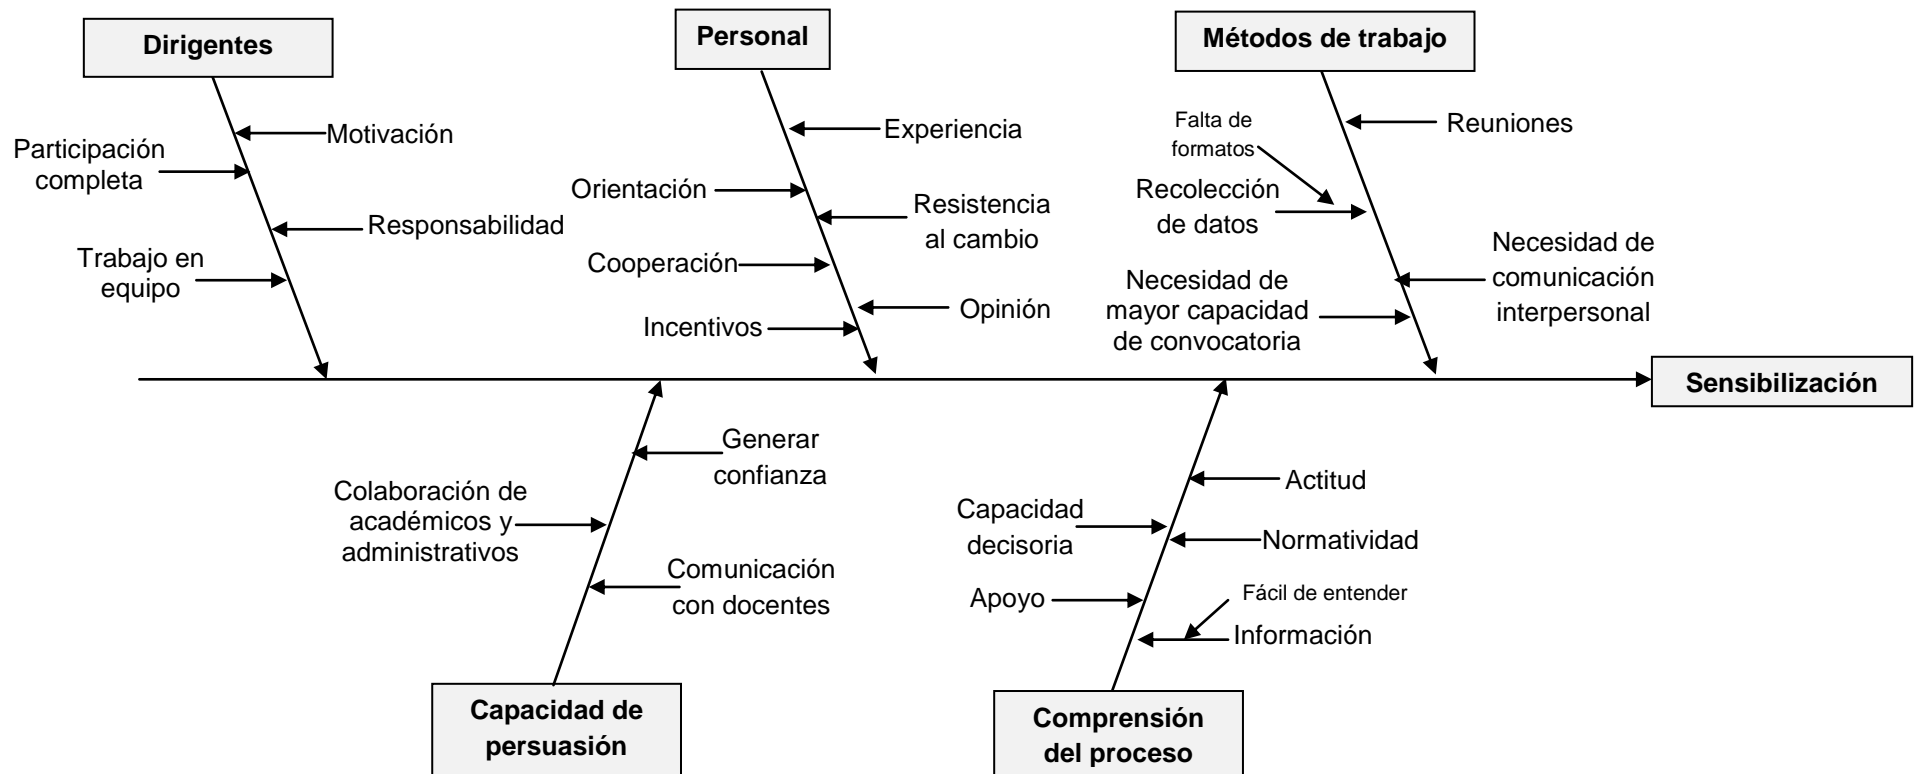 Dirigentes
Personal
Métodos de trabajo
Motivación
Participación
completa
Responsabilidad
Trabajo en
equipo
Experiencia
Orientación
Resistencia
al cambio
Cooperación
Opinión
Incentivos
Reuniones
Falta de
formatos
Recolección
de datos
Necesidad de
comunicación
interpersonal
Necesidad de
mayor capacidad
de convocatoria
Sensibilización
Generar
confianza
Colaboración de
académicos y
administrativos
Comunicación
con docentes
Capacidad de
persuasión
Actitud
Capacidad
decisoria
Normatividad
Apoyo
Fácil de entender
Información
Comprensión
del proceso